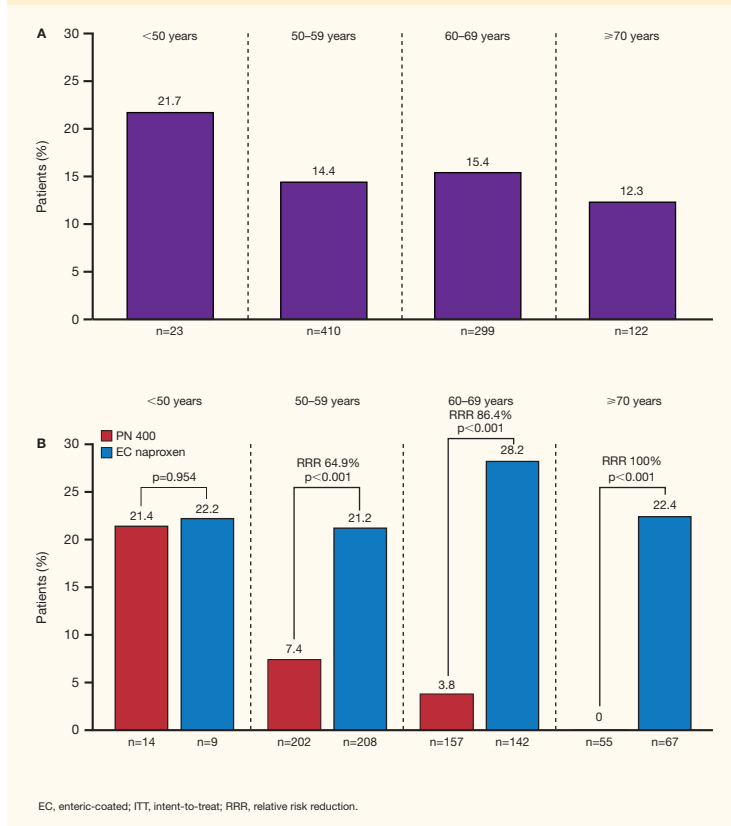 A
<50 years 50–59 years 60–69 years ≥70 years
30
25
20
15
10
5
0
Patients (%)
21.7
14.4
15.4
12.3
n=23 n=410 n=299 n=122
<50 years 50–59 years 60–69 years ≥70 years
B
PN 400
EC naproxen
30
25
20
15
10
5
0
Patients (%)
p=0.954
21.4 22.2
RRR 64.9%
p<0.001
7.4 21.2
RRR 86.4%
p<0.001
3.8 28.2
RRR 100%
p<0.001
0 22.4
n=14 n=9 n=202 n=208 n=157 n=142 n=55 n=67
EC, enteric-coated; ITT, intent-to-treat; RRR, relative risk reduction.